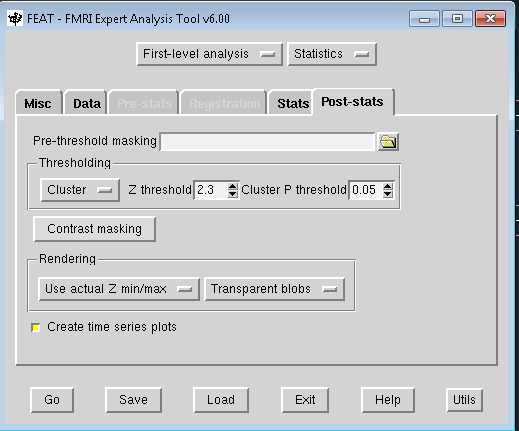 FEAT - FMRI Expert Analysis Tool v6.00
First-level analysis Statistics
Misc Data Pre-stats Registration Stats Post-stats
Pre-threshold masking
Thresholding
Cluster Z threshold 2.3 Cluster P threshold 0.05
Contrast masking
Rendering
Use actual Z min/max Transparent blobs
Create time series plots
Go Save Load Exit Help Utils